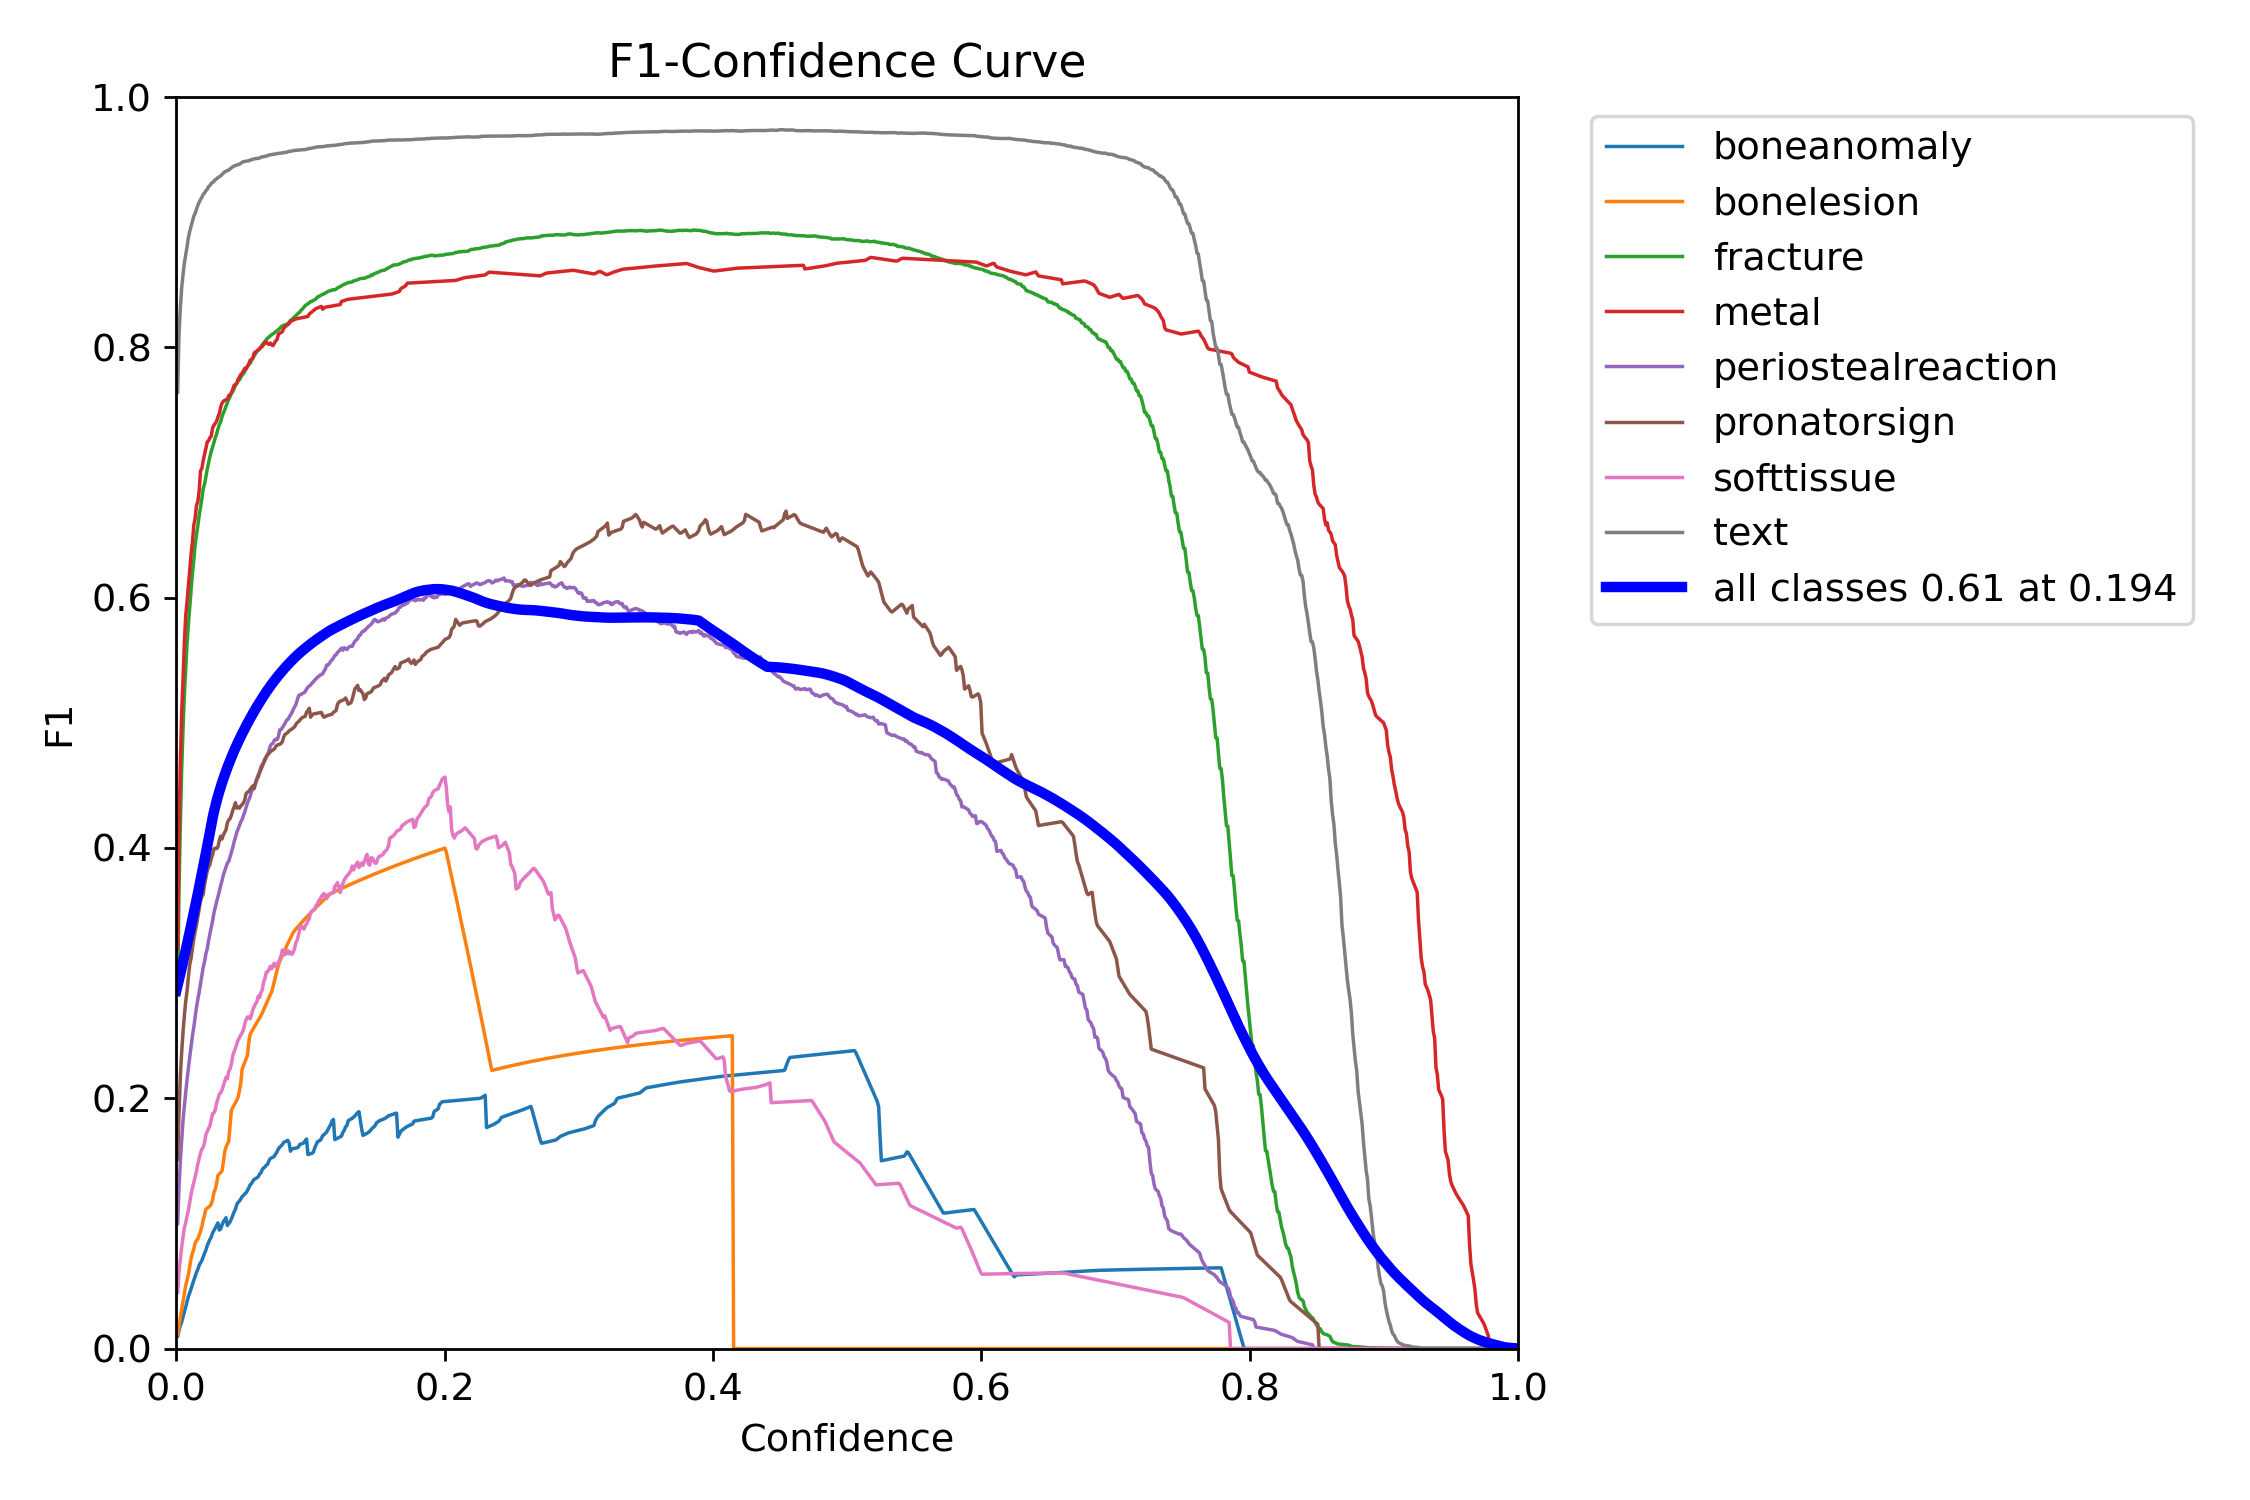 F1-Confidence Curve
1.0
0.8
0.6
0.4
0.2
0.0
F1
0.0 0.2 0.4 0.6 0.8 1.0
Confidence
boneanomaly
bonelesion
fracture
metal
periostealreaction
pronatorsign
softtissue
text
all classes 0.61 at 0.194